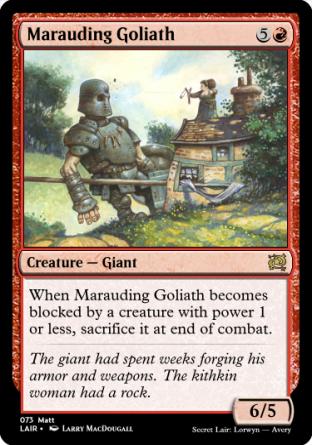 Marauding Goliath 5
Creature — Giant
When Marauding Goliath becomes
blocked by a creature with power 1
or less, sacrifice it at end of combat.
The giant had spent weeks forging his
armor and weapons. The kithkin
woman had a rock.
6/5
073 Matt
LAIR • Larry MacDougall
Secret Lair: Lorwyn — Avery